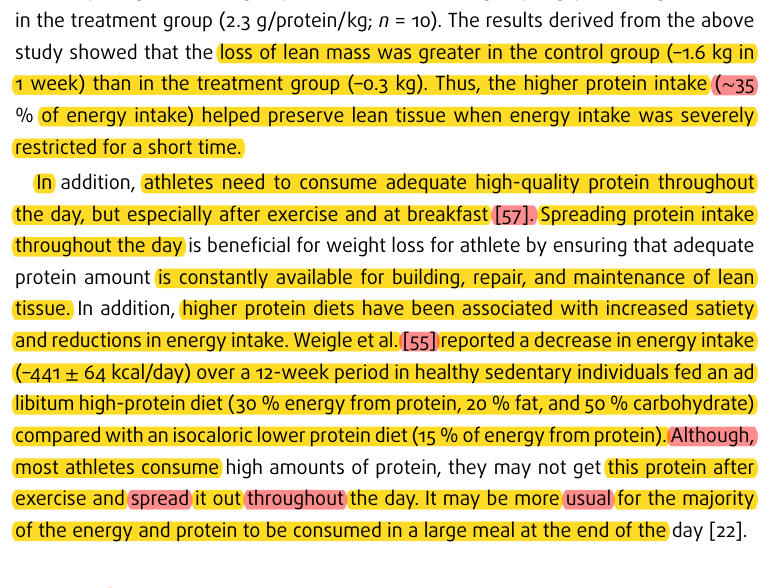 in the treatment group (2.3 g/protein/kg; n = 10). The results derived from the above
study showed that the loss of lean mass was greater in the control group (–1.6 kg in
1 week) than in the treatment group (–0.3 kg). Thus, the higher protein intake (~35
% of energy intake) helped preserve lean tissue when energy intake was severely
restricted for a short time.
In addition, athletes need to consume adequate high-quality protein throughout
the day, but especially after exercise and at breakfast [57]. Spreading protein intake
throughout the day is beneficial for weight loss for athlete by ensuring that adequate
protein amount is constantly available for building, repair, and maintenance of lean
tissue. In addition, higher protein diets have been associated with increased satiety
and reductions in energy intake. Weigle et al. [55] reported a decrease in energy intake
(–441 ± 64 kcal/day) over a 12-week period in healthy sedentary individuals fed an ad
libitum high-protein diet (30 % energy from protein, 20 % fat, and 50 % carbohydrate)
compared with an isocaloric lower protein diet (15 % of energy from protein). Although,
most athletes consume high amounts of protein, they may not get this protein after
exercise and spread it out throughout the day. It may be more usual for the majority
of the energy and protein to be consumed in a large meal at the end of the day [22].